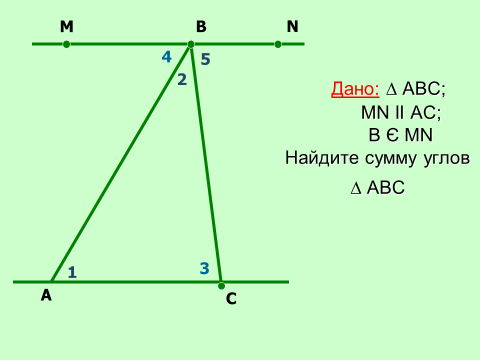 M B N
4 5
2
Дано: ∆ ABC;
MN II AC;
B Є MN
Найдите сумму углов
∆ ABC
1 3
A C